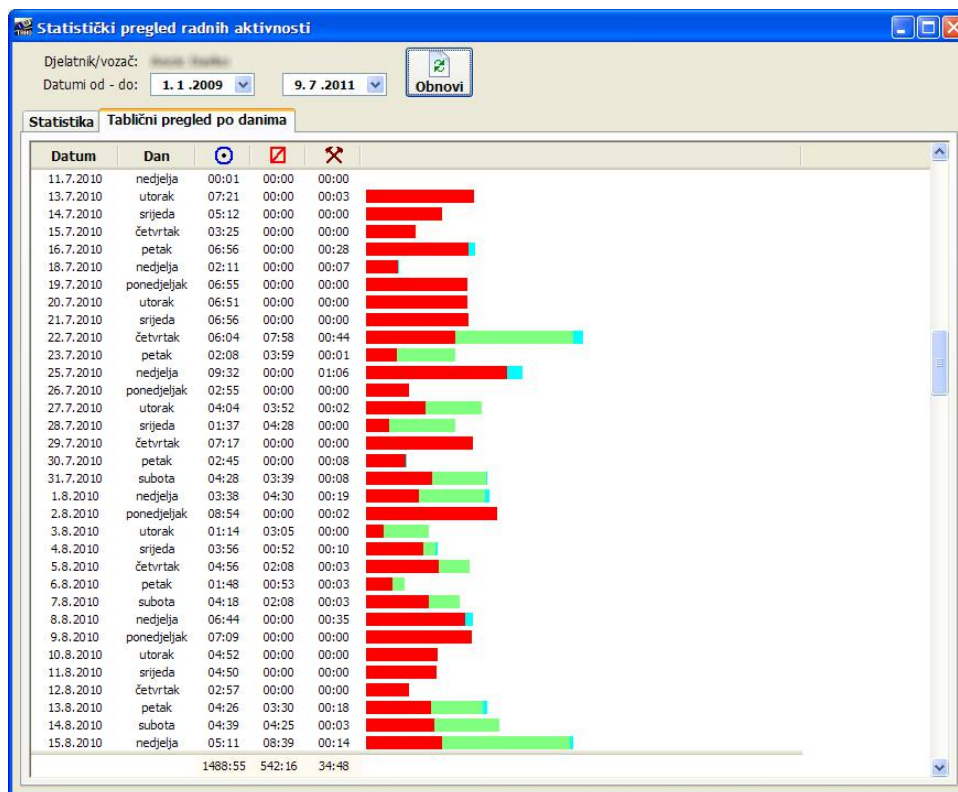 Statistički pregled radnih aktivnosti
Djelatnik/vozač:
Datumi od - do: 1. 1 .2009 9. 7 .2011 Obnovi
Statistika Tablični pregled po danima
Datum Dan
11.7.2010 nedjelja 00:01 00:00 00:00
13.7.2010 utorak 07:21 00:00 00:03
14.7.2010 srijeda 05:12 00:00 00:00
15.7.2010 četvrtak 03:25 00:00 00:00
16.7.2010 petak 06:56 00:00 00:28
18.7.2010 nedjelja 02:11 00:00 00:07
19.7.2010 ponedjeljak 06:55 00:00 00:00
20.7.2010 utorak 06:51 00:00 00:00
21.7.2010 srijeda 06:56 00:00 00:00
22.7.2010 četvrtak 06:04 07:58 00:44
23.7.2010 petak 02:08 03:59 00:01
25.7.2010 nedjelja 09:32 00:00 01:06
26.7.2010 ponedjeljak 02:55 00:00 00:00
27.7.2010 utorak 04:04 03:52 00:02
28.7.2010 srijeda 01:37 04:28 00:00
29.7.2010 četvrtak 07:17 00:00 00:00
30.7.2010 petak 02:45 00:00 00:08
31.7.2010 subota 04:28 03:39 00:08
1.8.2010 nedjelja 03:38 04:30 00:19
2.8.2010 ponedjeljak 08:54 00:00 00:02
3.8.2010 utorak 01:14 03:05 00:00
4.8.2010 srijeda 03:56 00:52 00:10
5.8.2010 četvrtak 04:56 02:08 00:03
6.8.2010 petak 01:48 00:53 00:03
7.8.2010 subota 04:18 02:08 00:03
8.8.2010 nedjelja 06:44 00:00 00:35
9.8.2010 ponedjeljak 07:09 00:00 00:00
10.8.2010 utorak 04:52 00:00 00:00
11.8.2010 srijeda 04:50 00:00 00:00
12.8.2010 četvrtak 02:57 00:00 00:00
13.8.2010 petak 04:26 03:30 00:18
14.8.2010 subota 04:39 04:25 00:03
15.8.2010 nedjelja 05:11 08:39 00:14
1488:55 542:16 34:48